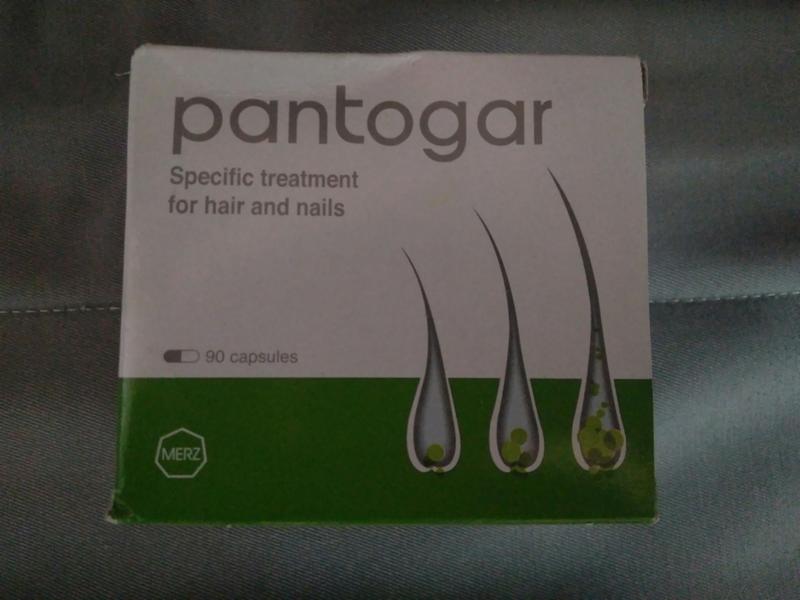 pantogar
Specific treatment
for hair and nails
90 capsules
MERZ